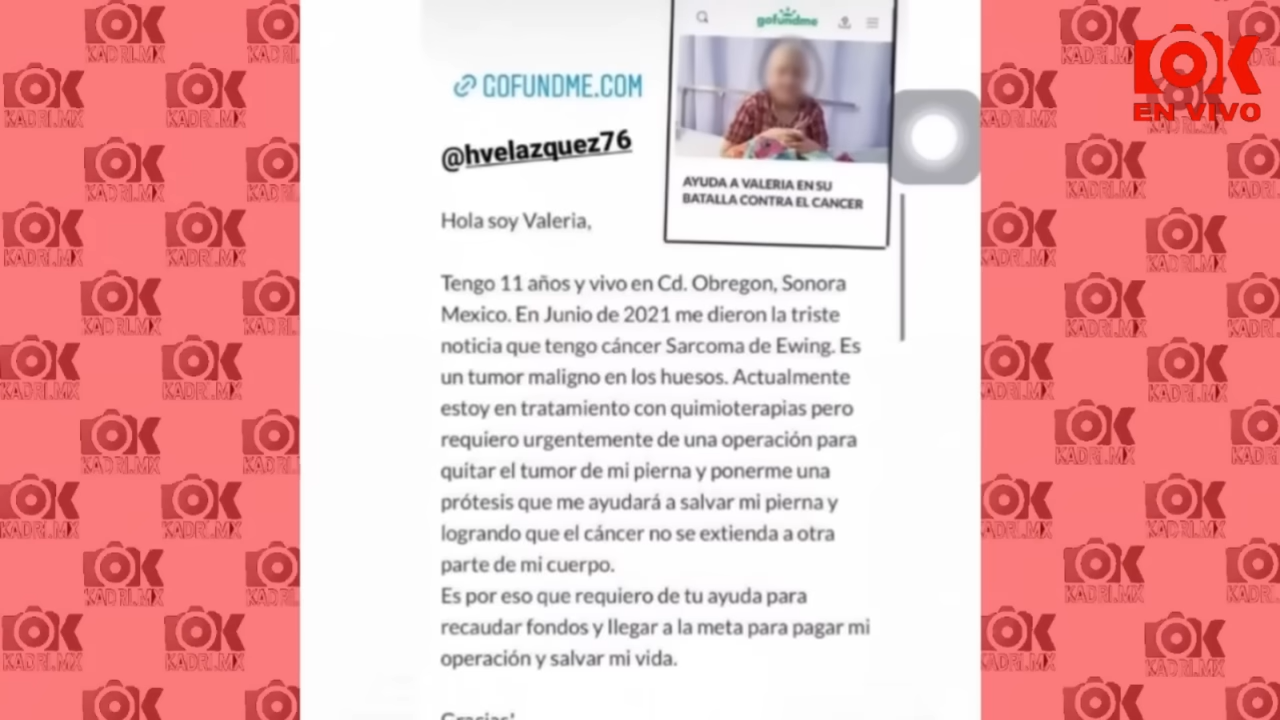 GOFUNDME.COM
@hvelazquez76
gofundme
AYUDA A VALERIA EN SU
BATALLA CONTRA EL CANCER
Hola soy Valeria,
Tengo 11 años y vivo en Cd. Obregon, Sonora
Mexico. En Junio de 2021 me dieron la triste
noticia que tengo cáncer Sarcoma de Ewing. Es
un tumor maligno en los huesos. Actualmente
estoy en tratamiento con quimioterapias pero
requiero urgentemente de una operación para
quitar el tumor de mi pierna y ponerme una
prótesis que me ayudará a salvar mi pierna y
logrando que el cáncer no se extienda a otra
parte de mi cuerpo.
Es por eso que requiero de tu ayuda para
recaudar fondos y llegar a la meta para pagar mi
operación y salvar mi vida.
OK
EN VIVO
OK
KADRI.MX